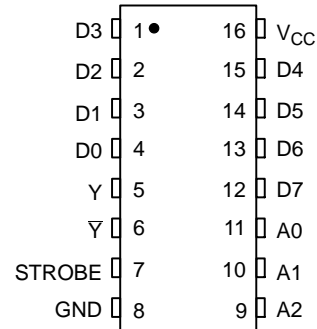 D3 1 16 VCC
D2 2 15 D4
D1 3 14 D5
D0 4 13 D6
Y 5 12 D7
Y̅ 6 11 A0
STROBE 7 10 A1
GND 8 9 A2